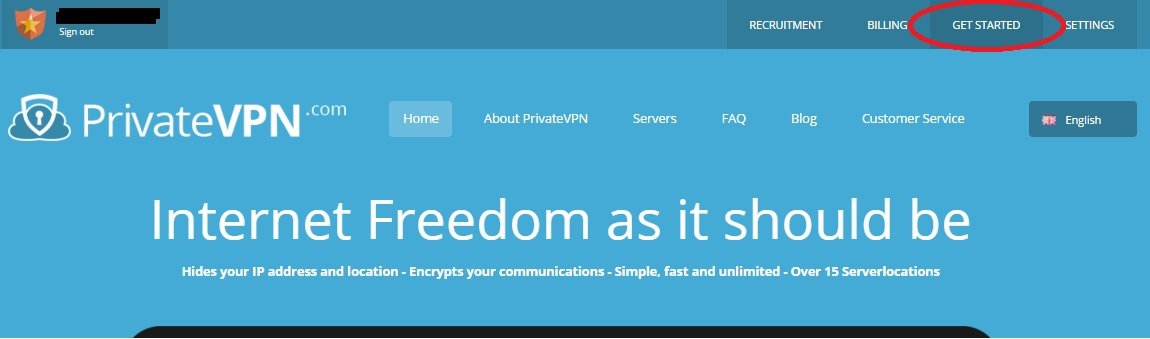 Sign out
RECRUITMENT BILLING GET STARTED SETTINGS
PrivateVPN.com
Home About PrivateVPN Servers FAQ Blog Customer Service English
Internet Freedom as it should be
Hides your IP address and location - Encrypts your communications - Simple, fast and unlimited - Over 15 Serverlocations